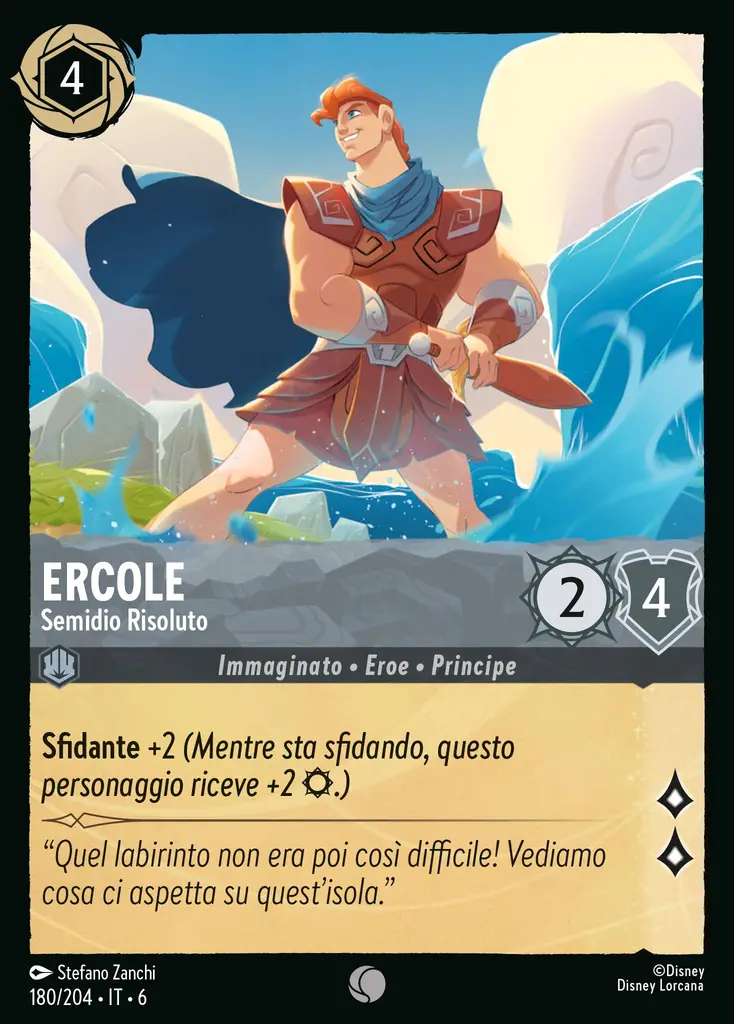 4
ERCOLE
Semidio Risoluto
2
4
Immaginato • Eroe • Principe
Sfidante +2 (Mentre sta sfidando, questo
personaggio riceve +2 .)
“Quel labirinto non era poi così difficile! Vediamo
cosa ci aspetta su quest’isola.”
Stefano Zanchi
180/204 • IT • 6
©Disney
Disney Lorcana